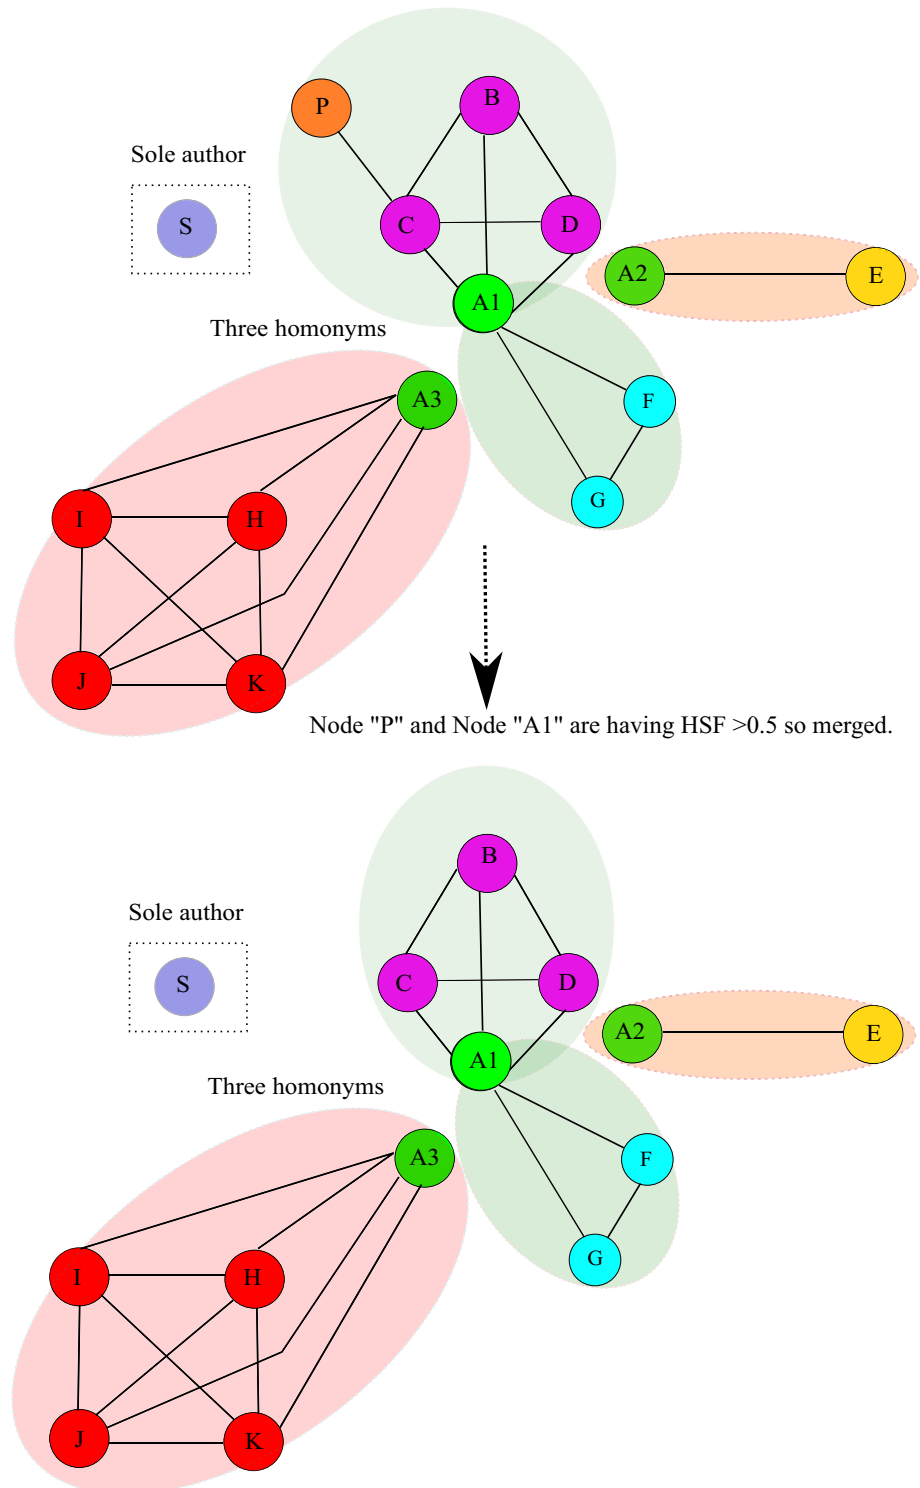 P
B
Sole author
S
C
D
A2
E
A1
Three homonyms
A3
F
G
I
H
J
K
Node "P" and Node "A1" are having HSF >0.5 so merged.
B
Sole author
S
C
D
A2
E
A1
Three homonyms
A3
F
G
I
H
J
K